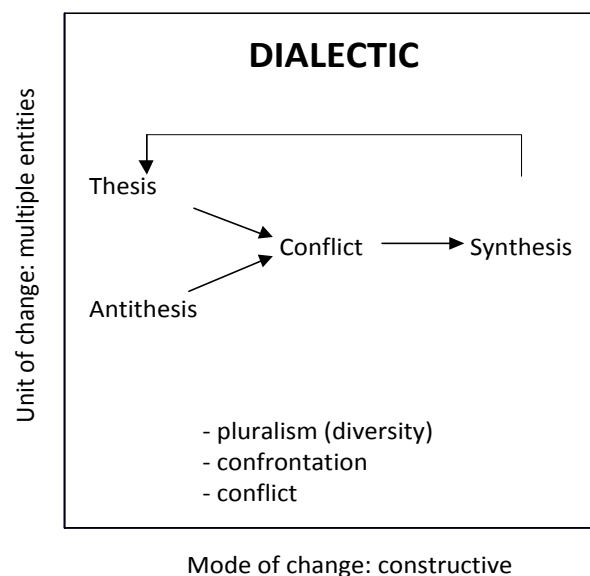 DIALECTIC
Unit of change: multiple entities
Thesis
Conflict
Synthesis
Antithesis
- pluralism (diversity)
- confrontation
- conflict
Mode of change: constructive